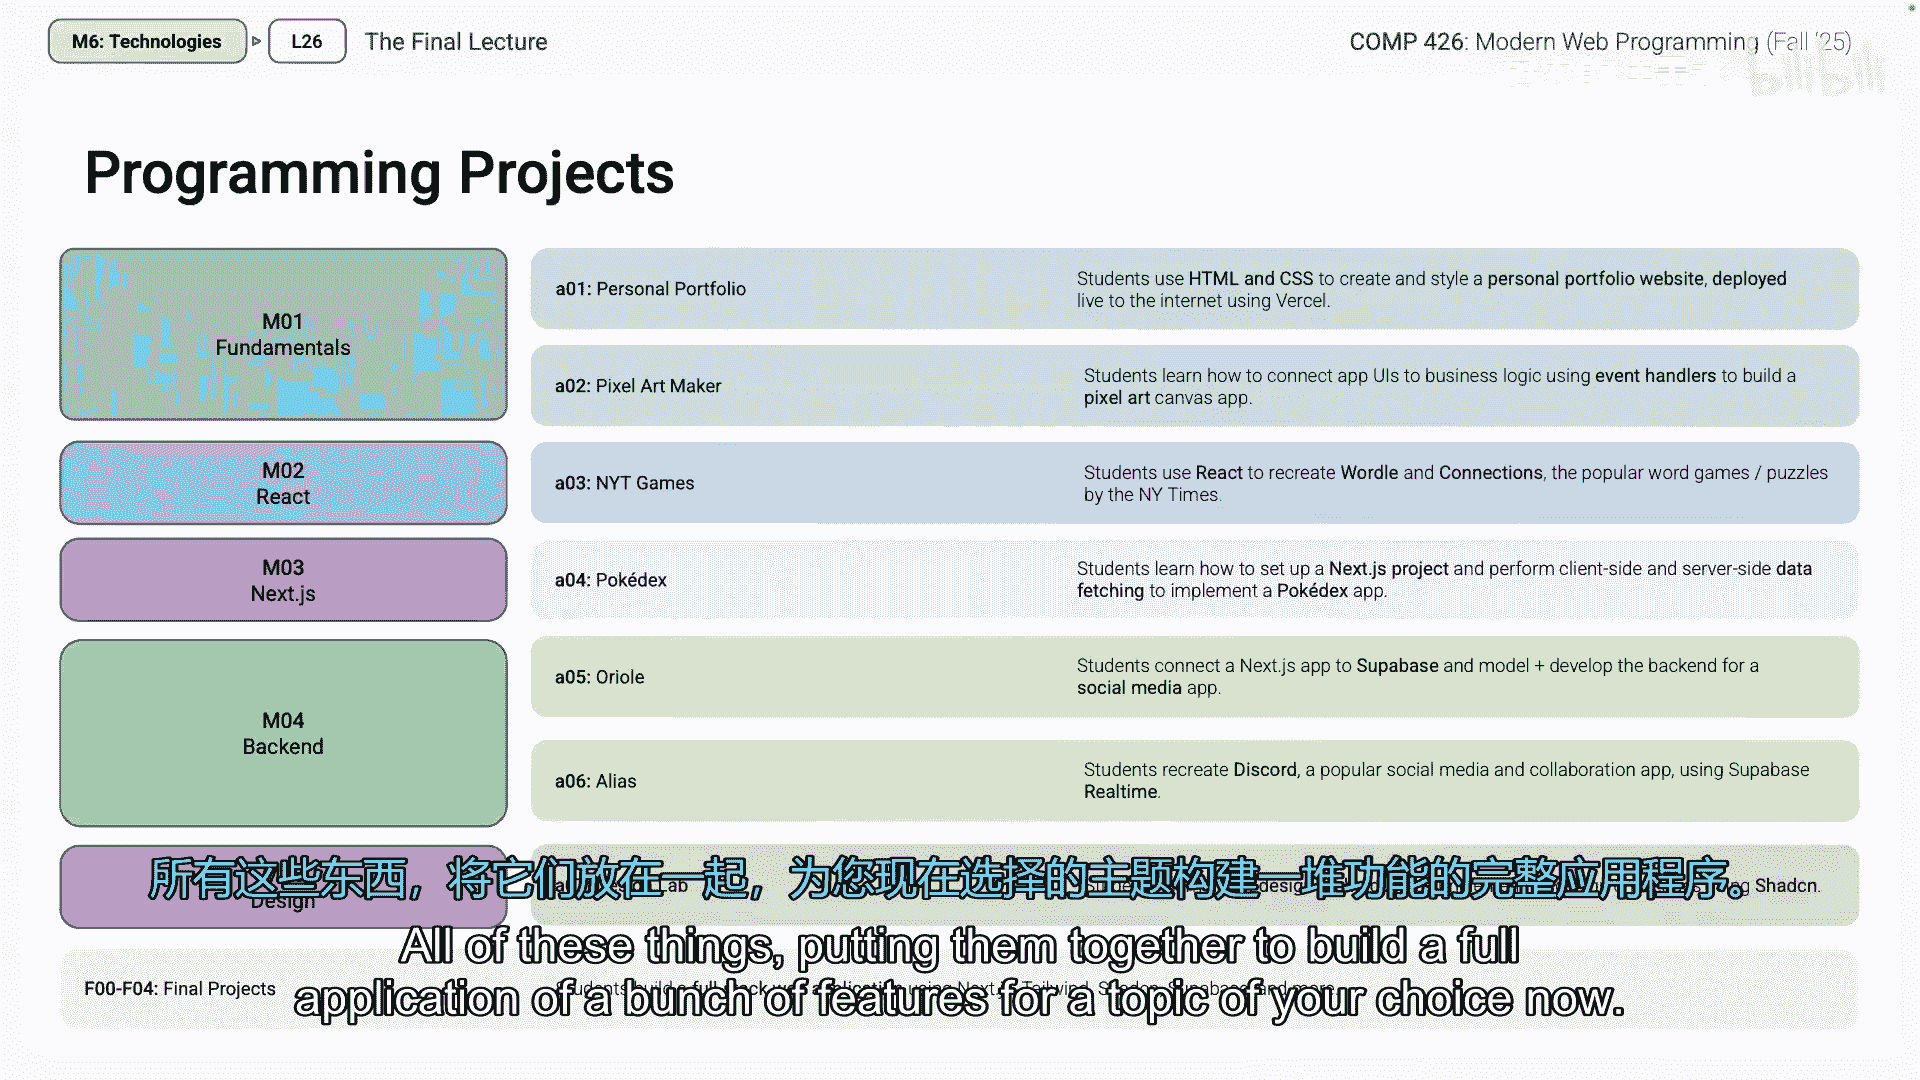 M6: Technologies
L26
The Final Lecture
COMP 426: Modern Web Programming (Fall '25)
bilibili
Programming Projects
M01
Fundamentals
a01: Personal Portfolio
Students use HTML and CSS to create and style a personal portfolio website, deployed
live to the internet using Vercel.
a02: Pixel Art Maker
Students learn how to connect app UIs to business logic using event handlers to build a
pixel art canvas app.
M02
React
a03: NYT Games
Students use React to recreate Wordle and Connections, the popular word games / puzzles
by the NY Times.
M03
Next.js
a04: Pokédex
Students learn how to set up a Next.js project and perform client-side and server-side data
fetching to implement a Pokédex app.
M04
Backend
a05: Oriole
Students connect a Next.js app to Supabase and model + develop the backend for a
social media app.
a06: Alias
Students recreate Discord, a popular social media and collaboration app, using Supabase
Realtime.
Design
Shadcn.
所有这些东西，将它们放在一起，为您现在选择的主题构建一堆功能的完整应用程序。
All of these things, putting them together to build a full
application of a bunch of features for a topic of your choice now.
F00-F04: Final Projects